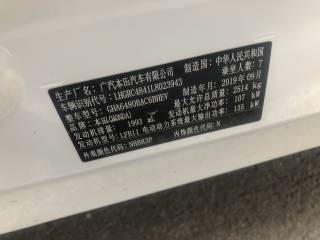 生产厂名：广汽本田汽车有限公司 制造国：中华人民共和国
车辆识别代号：LHGRC4841L8023943 乘坐人数：7
整车型号：GHA6480BAC6BHEV 制造年月：2019年09月
品牌：本田(HONDA) 最大允许总质量：2514 kg
发动机排量：1993 mL 发动机最大净功率：107 kW
发动机型号：LFB11 电动动力系统最大输出功率：135 kW
外观颜色代码：NH883P 内饰颜色代码：N